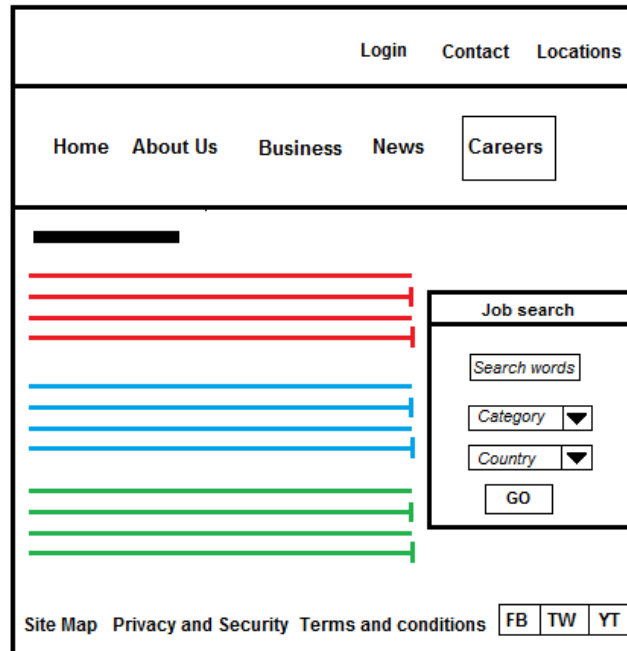 Login Contact Locations
Home About Us Business News Careers
Job search
Search words
Category
Country
GO
Site Map Privacy and Security Terms and conditions FB TW YT